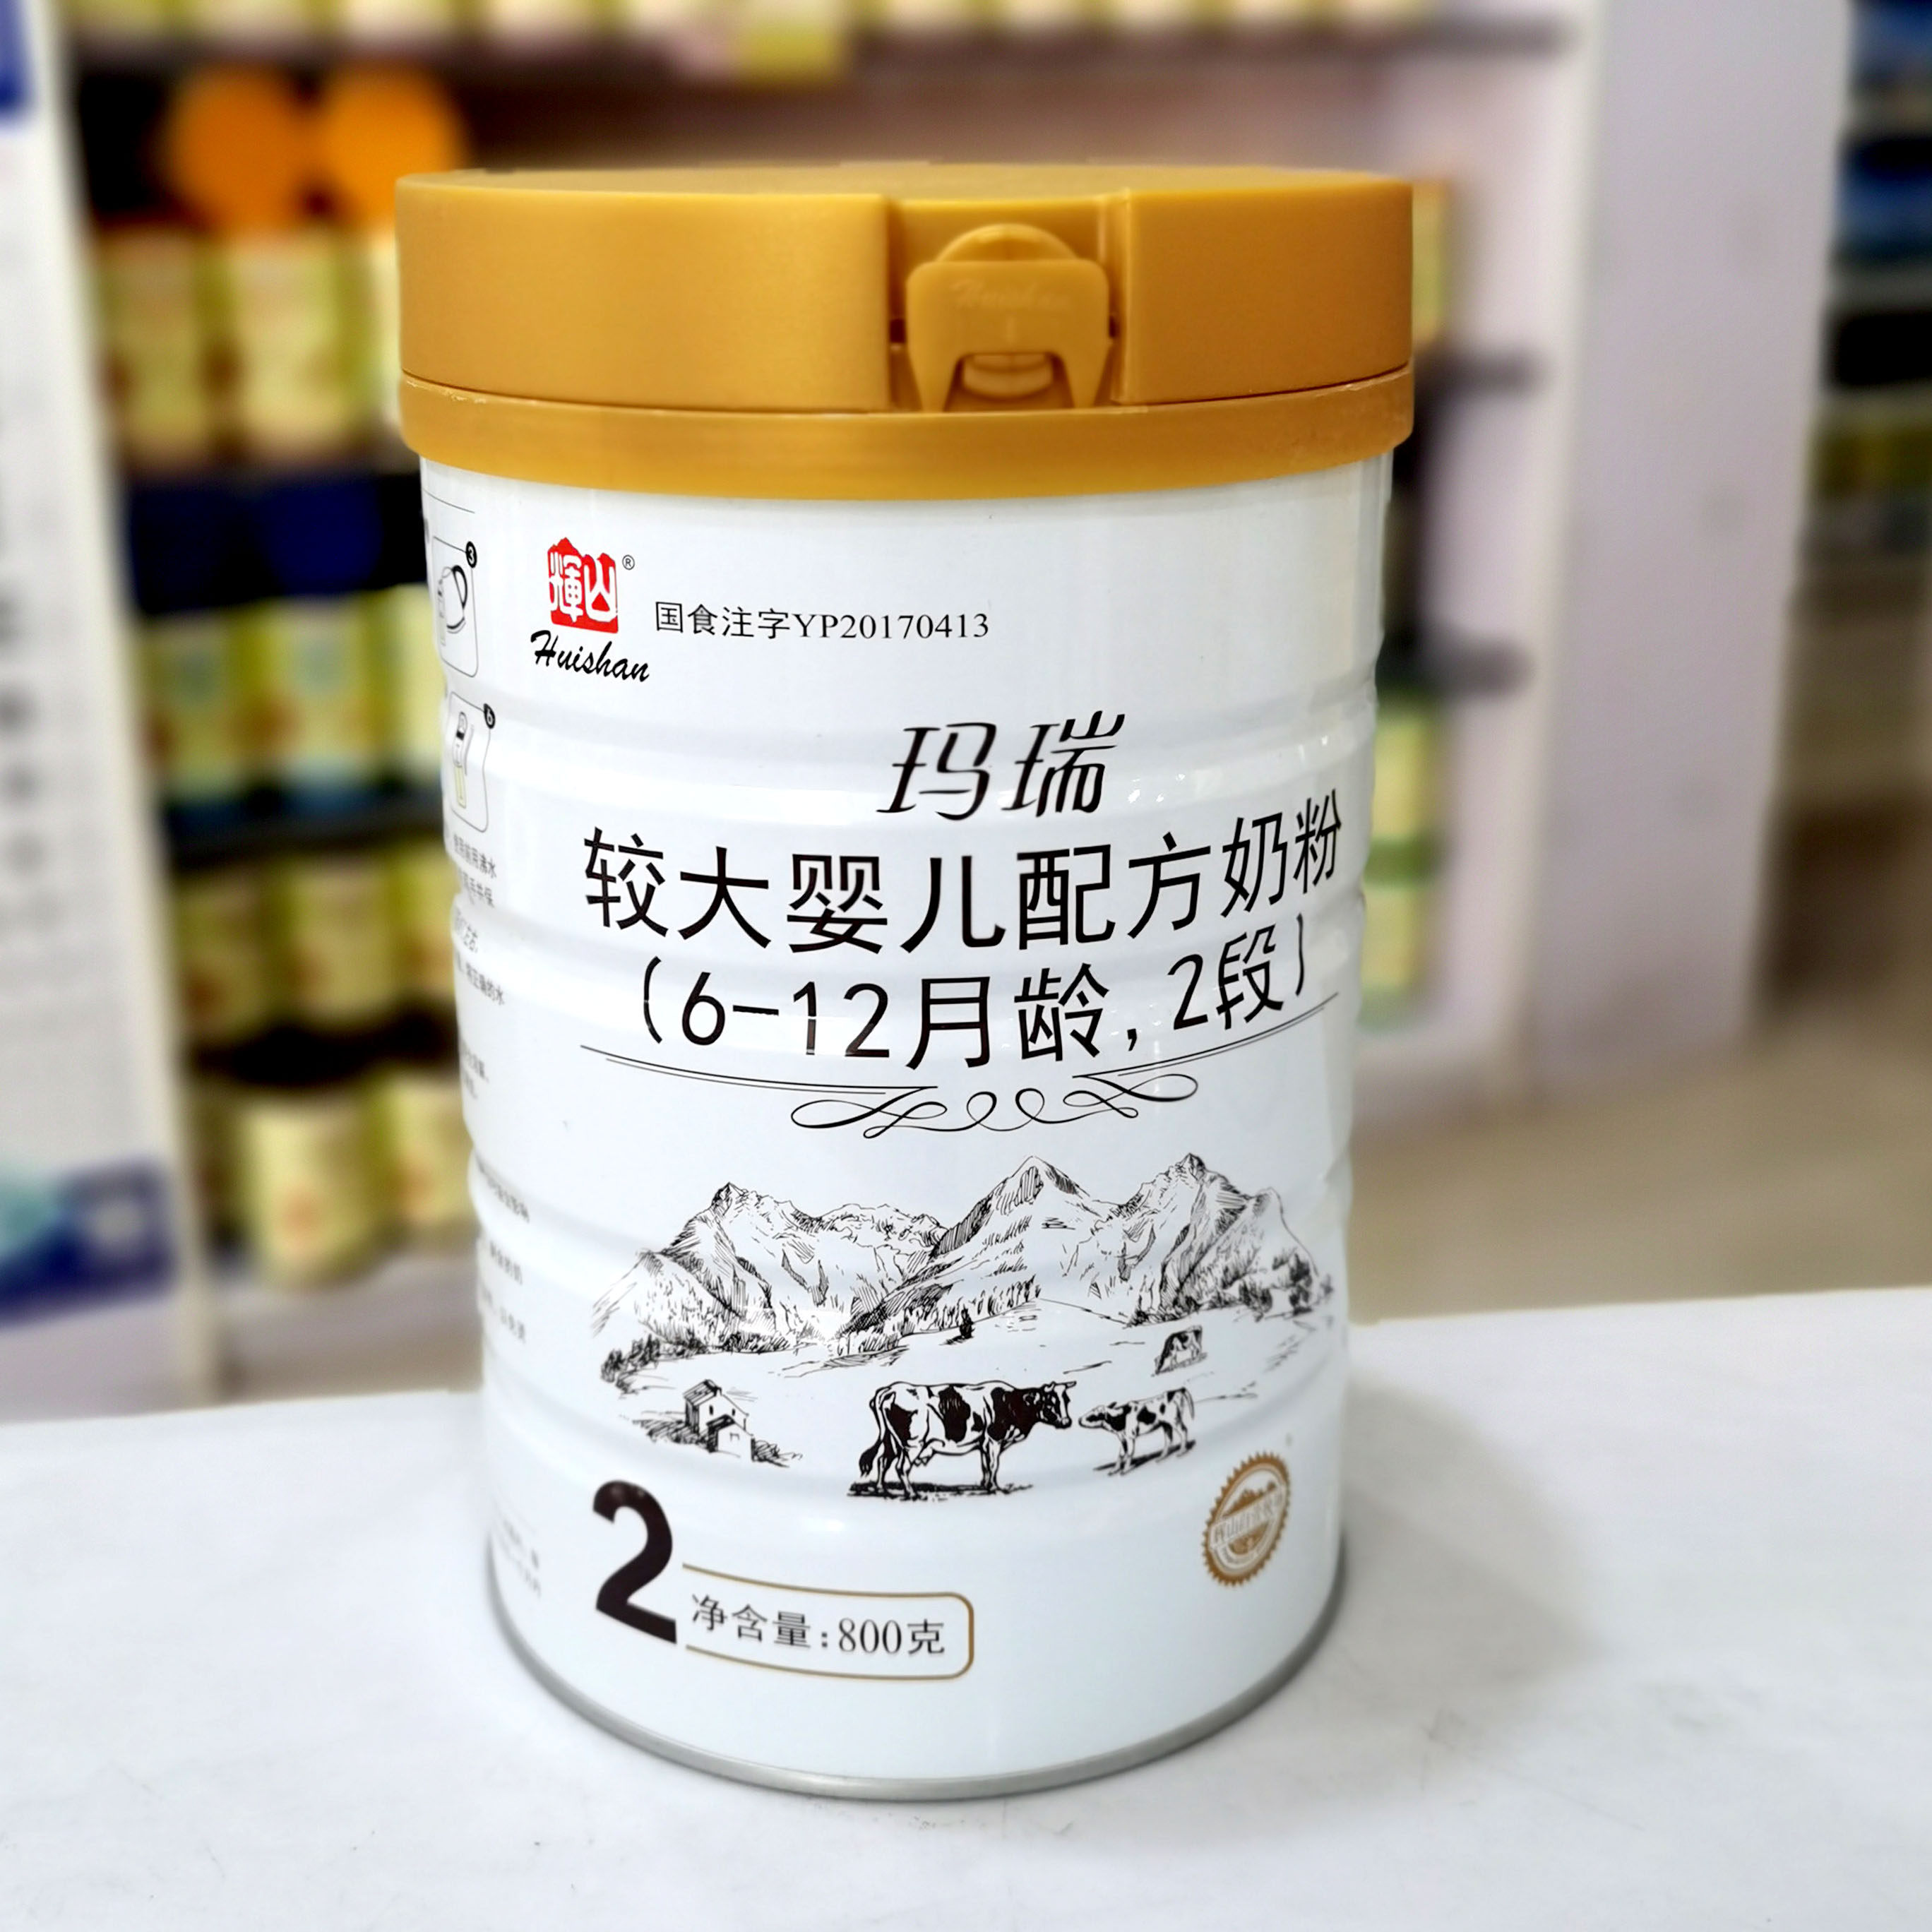 輝山®
Huishan
国食注字YP20170413
玛瑞
较大婴儿配方奶粉
(6-12月龄,2段)
2
净含量:800克
3
6